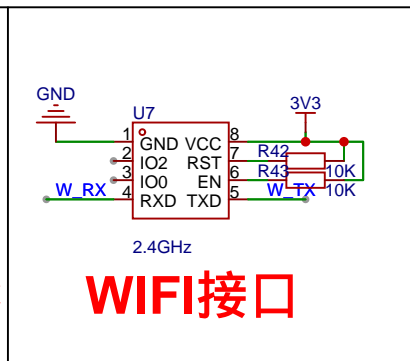 GND
3V3
U7
1 GND VCC 8
2 IO2 RST 7 R42 10K
3 IO0 EN 6 R43 10K
W_RX 4 RXD TXD 5 W_TX
2.4GHz
WIFI接口